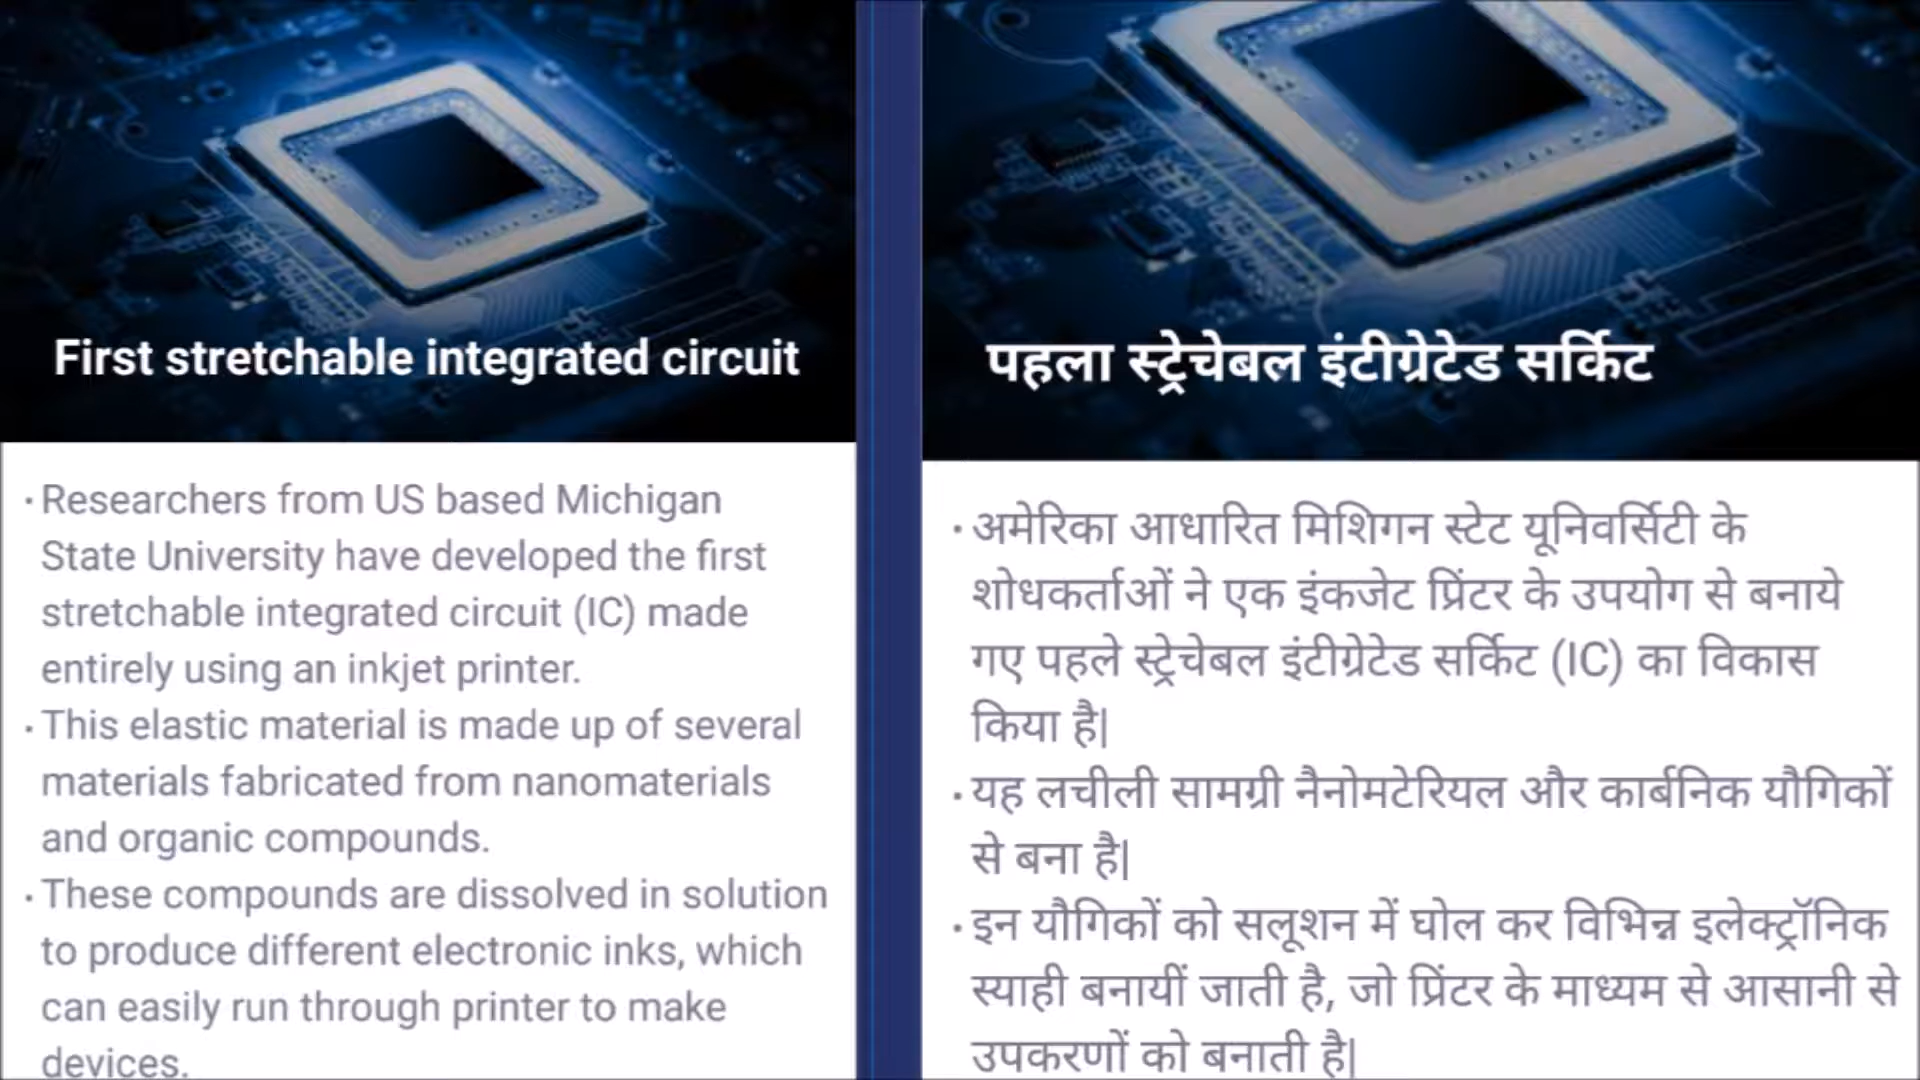 First stretchable integrated circuit
· Researchers from US based Michigan
State University have developed the first
stretchable integrated circuit (IC) made
entirely using an inkjet printer.
· This elastic material is made up of several
materials fabricated from nanomaterials
and organic compounds.
· These compounds are dissolved in solution
to produce different electronic inks, which
can easily run through printer to make
devices.
पहला स्ट्रेचेबल इंटीग्रेटेड सर्किट
· अमेरिका आधारित मिशिगन स्टेट यूनिवर्सिटी के
शोधकर्ताओं ने एक इंकजेट प्रिंटर के उपयोग से बनाये
गए पहले स्ट्रेचेबल इंटीग्रेटेड सर्किट (IC) का विकास
किया है|
· यह लचीली सामग्री नैनोमटेरियल और कार्बनिक यौगिकों
से बना है|
· इन यौगिकों को सलूशन में घोल कर विभिन्न इलेक्ट्रॉनिक
स्याही बनायीं जाती है, जो प्रिंटर के माध्यम से आसानी से
उपकरणों को बनाती है|